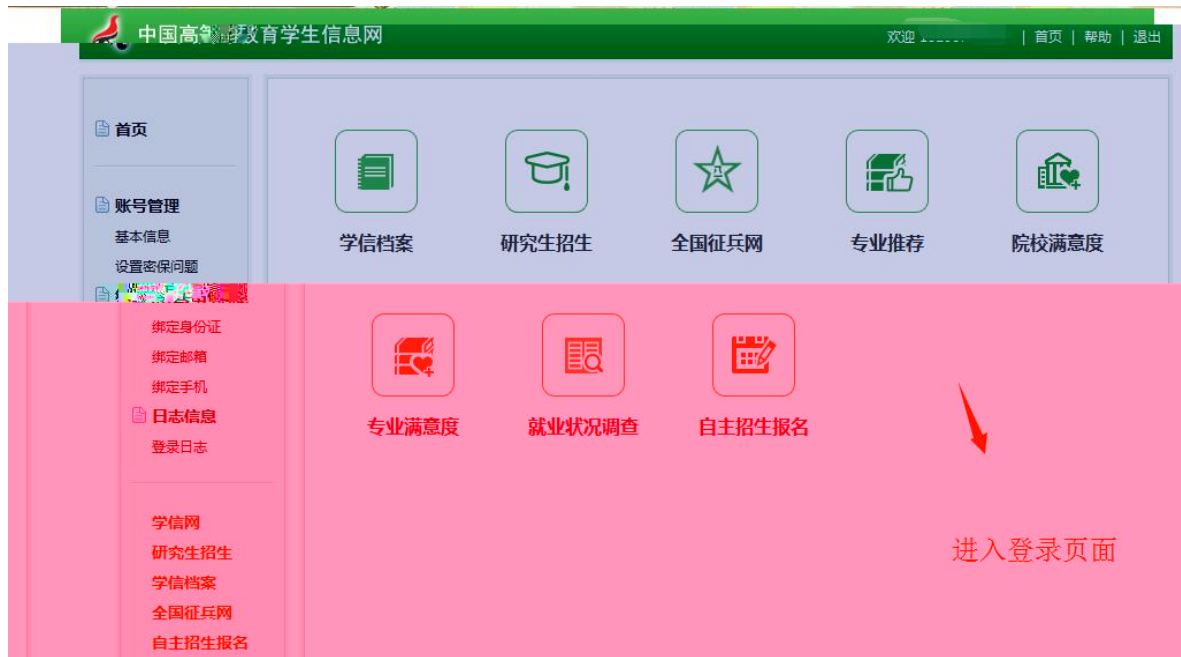 中国高等教育学生信息网
欢迎 | 首页 | 帮助 | 退出
首页
账号管理
基本信息
设置密保问题
绑定身份证
绑定邮箱
绑定手机
日志信息
登录日志
学信网
研究生招生
学信档案
全国征兵网
自主招生报名
学信档案
研究生招生
全国征兵网
专业推荐
院校满意度
专业满意度
就业状况调查
自主招生报名
进入登录页面